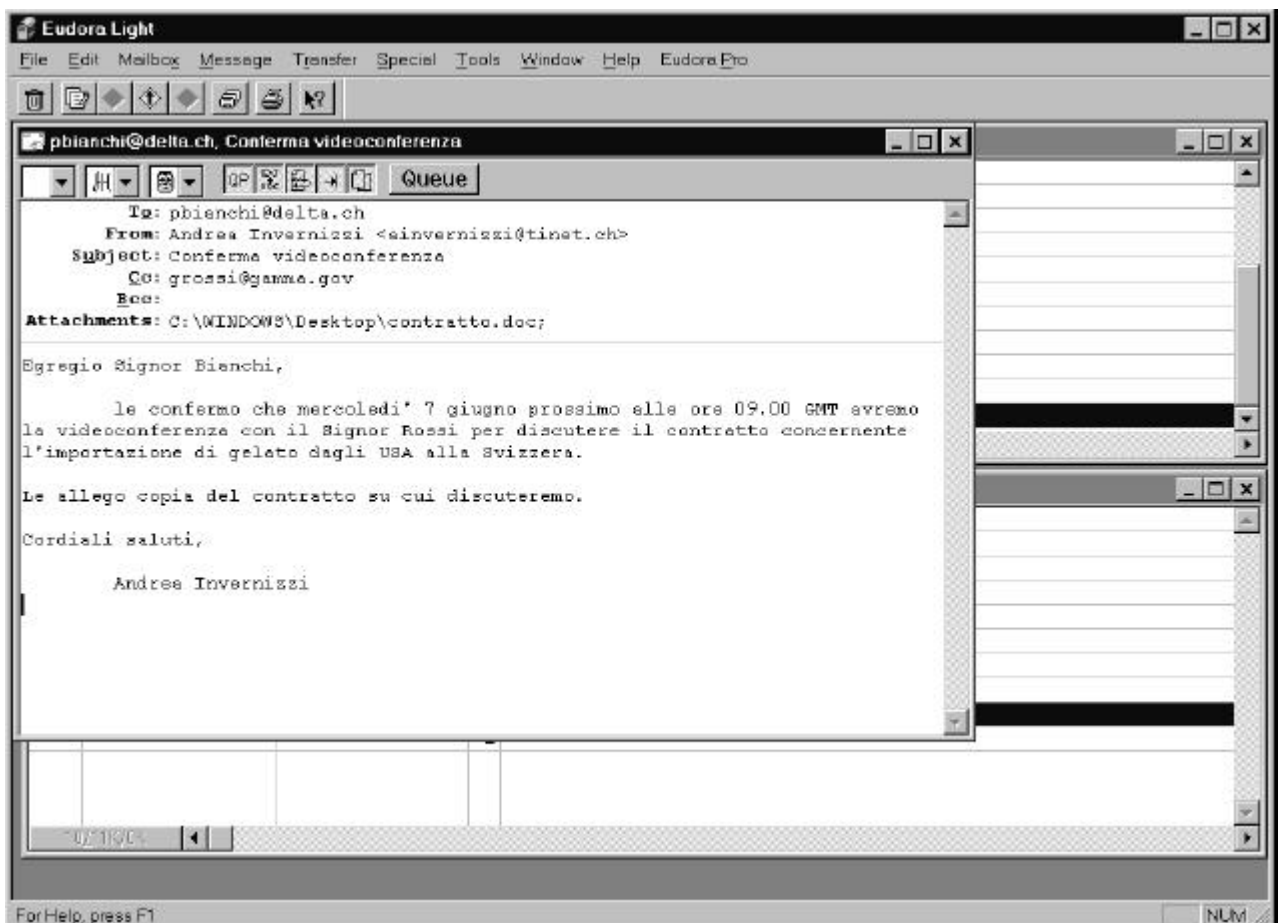 Eudora Light
File Edit Mailbox Message Transfer Special Tools Window Help Eudora Pro
pbianchi@delta.ch, Conferma videoconferenza
QP Queue
To: pbianchi@delta.ch
From: Andrea Invernizzi <ainvernizzi@tinet.ch>
Subject: Conferma videoconferenza
Cc: grossi@gamma.gov
Bcc:
Attachments: C:\WINDOWS\Desktop\contratto.doc;
Egregio Signor Bianchi,
le confermo che mercoledi' 7 giugno prossimo alle ore 09.00 GMT avremo
la videoconferenza con il Signor Rossi per discutere il contratto concernente
l'importazione di gelato dagli USA alla Svizzera.
Le allego copia del contratto su cui discuteremo.
Cordiali saluti,
Andrea Invernizzi
For Help, press F1
NUM